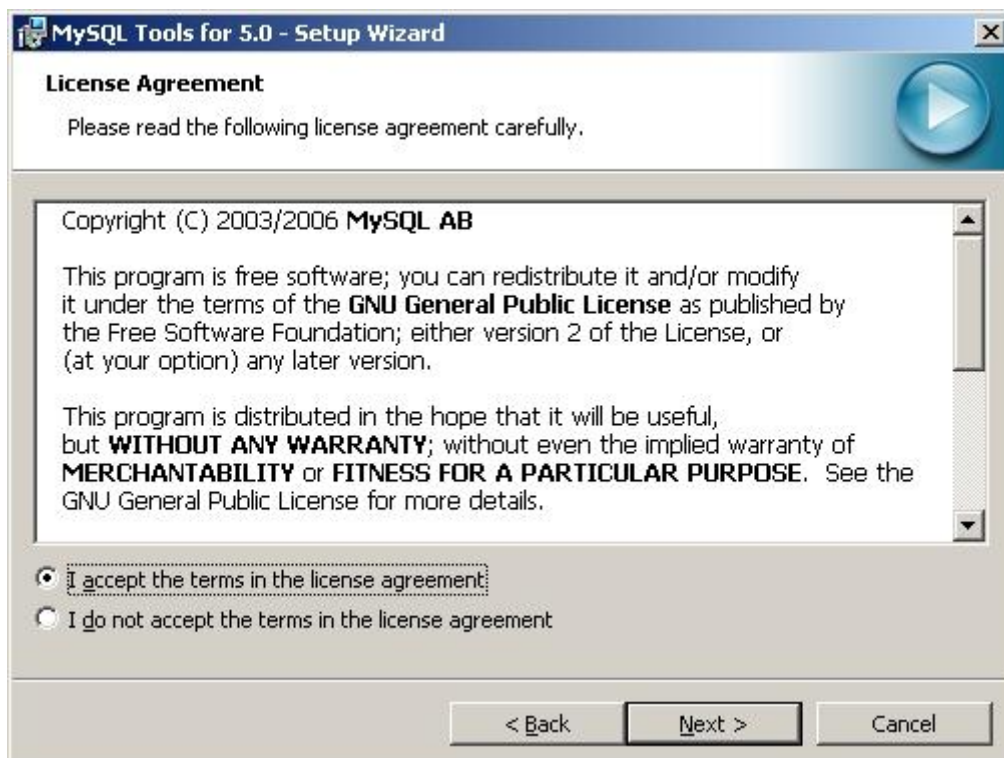 MySQL Tools for 5.0 - Setup Wizard
License Agreement
Please read the following license agreement carefully.
Copyright (C) 2003/2006 MySQL AB
This program is free software; you can redistribute it and/or modify
it under the terms of the GNU General Public License as published by
the Free Software Foundation; either version 2 of the License, or
(at your option) any later version.
This program is distributed in the hope that it will be useful,
but WITHOUT ANY WARRANTY; without even the implied warranty of
MERCHANTABILITY or FITNESS FOR A PARTICULAR PURPOSE.  See the
GNU General Public License for more details.
I accept the terms in the license agreement
I do not accept the terms in the license agreement
< Back
Next >
Cancel